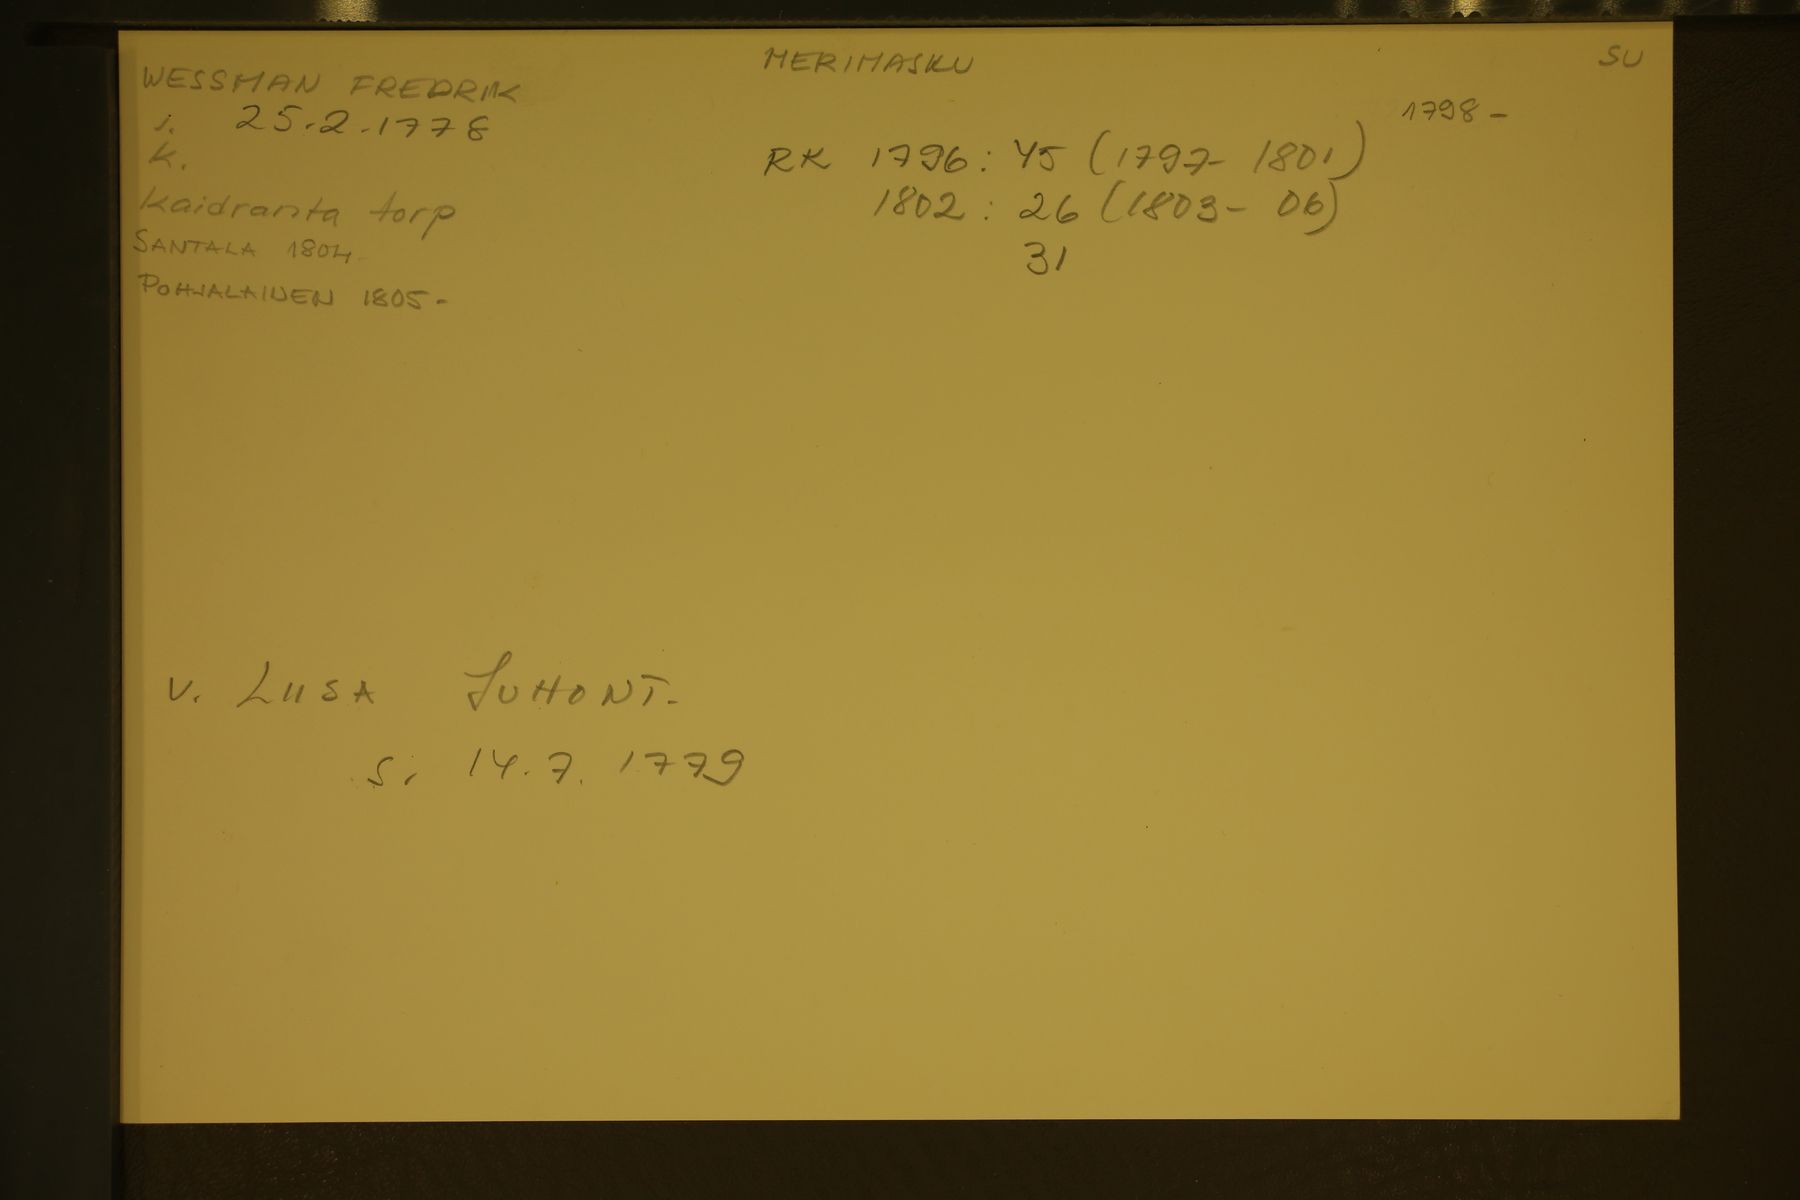 MERIMASKU
SU
WESSMAN FREDRIK
1798-
s. 25.2.1778
k.
RK 1796: 45 (1797- 1801)
Kaidranta torp
1802: 26 (1803- 06)
SANTALA 1804-
31
POHJALAINEN 1805-
V. LIISA JUHONT.
s. 14.7. 1779